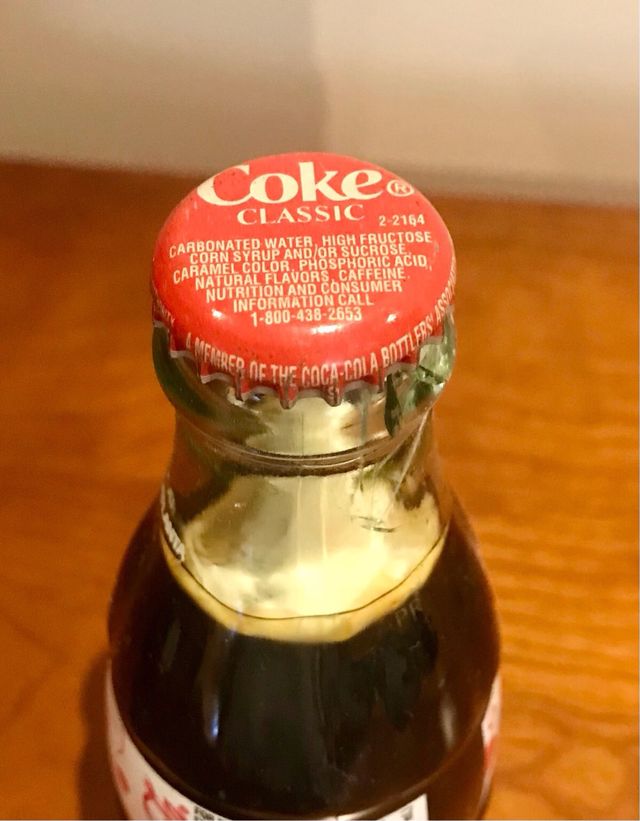 Coke®
CLASSIC
2-2164
CARBONATED WATER, HIGH FRUCTOSE
CORN SYRUP AND/OR SUCROSE,
CARAMEL COLOR, PHOSPHORIC ACID,
NATURAL FLAVORS, CAFFEINE.
NUTRITION AND CONSUMER
INFORMATION CALL
1-800-438-2653
A MEMBER OF THE COCA-COLA BOTTLERS'